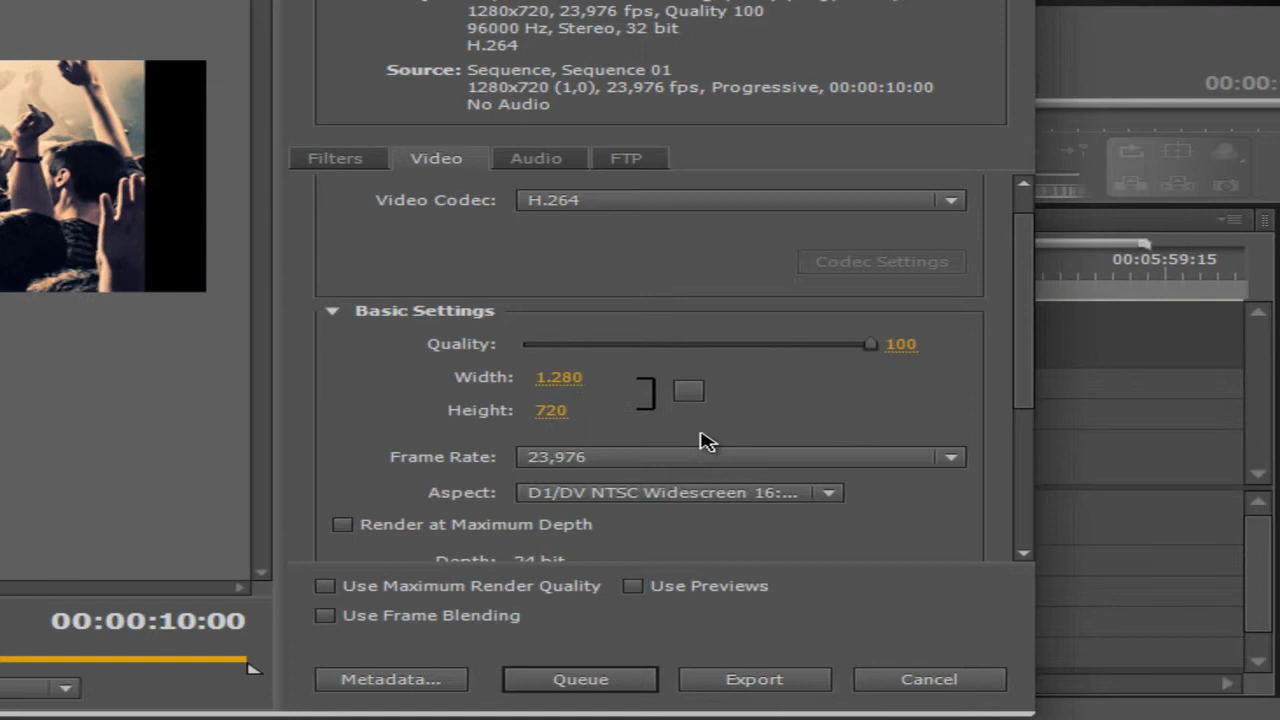 1280x720, 23,976 fps, Quality 100
96000 Hz, Stereo, 32 bit
H.264
Source: Sequence, Sequence 01
1280x720 (1,0), 23,976 fps, Progressive, 00:00:10:00
No Audio
00:00:
Filters Video Audio FTP
Video Codec: H.264
Codec Settings
00:05:59:15
Basic Settings
Quality: 100
Width: 1.280
Height: 720
Frame Rate: 23,976
Aspect: D1/DV NTSC Widescreen 16:...
Render at Maximum Depth
Depth: 24 bit
Use Maximum Render Quality Use Previews
Use Frame Blending
00:00:10:00
Metadata... Queue Export Cancel